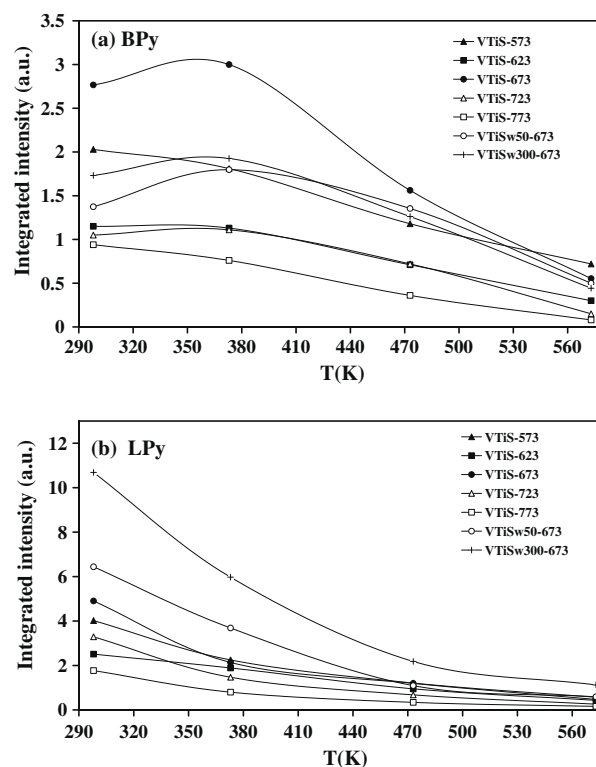 (a) BPy
VTiS-573
VTiS-623
VTiS-673
VTiS-723
VTiS-773
VTiSw50-673
VTiSw300-673
Integrated intensity (a.u.)
3.5
3
2.5
2
1.5
1
0.5
0
290 320 350 380 410 440 470 500 530 560
T(K)
(b) LPy
VTiS-573
VTiS-623
VTiS-673
VTiS-723
VTiS-773
VTiSw50-673
VTiSw300-673
Integrated intensity (a.u.)
12
10
8
6
4
2
0
290 320 350 380 410 440 470 500 530 560
T(K)